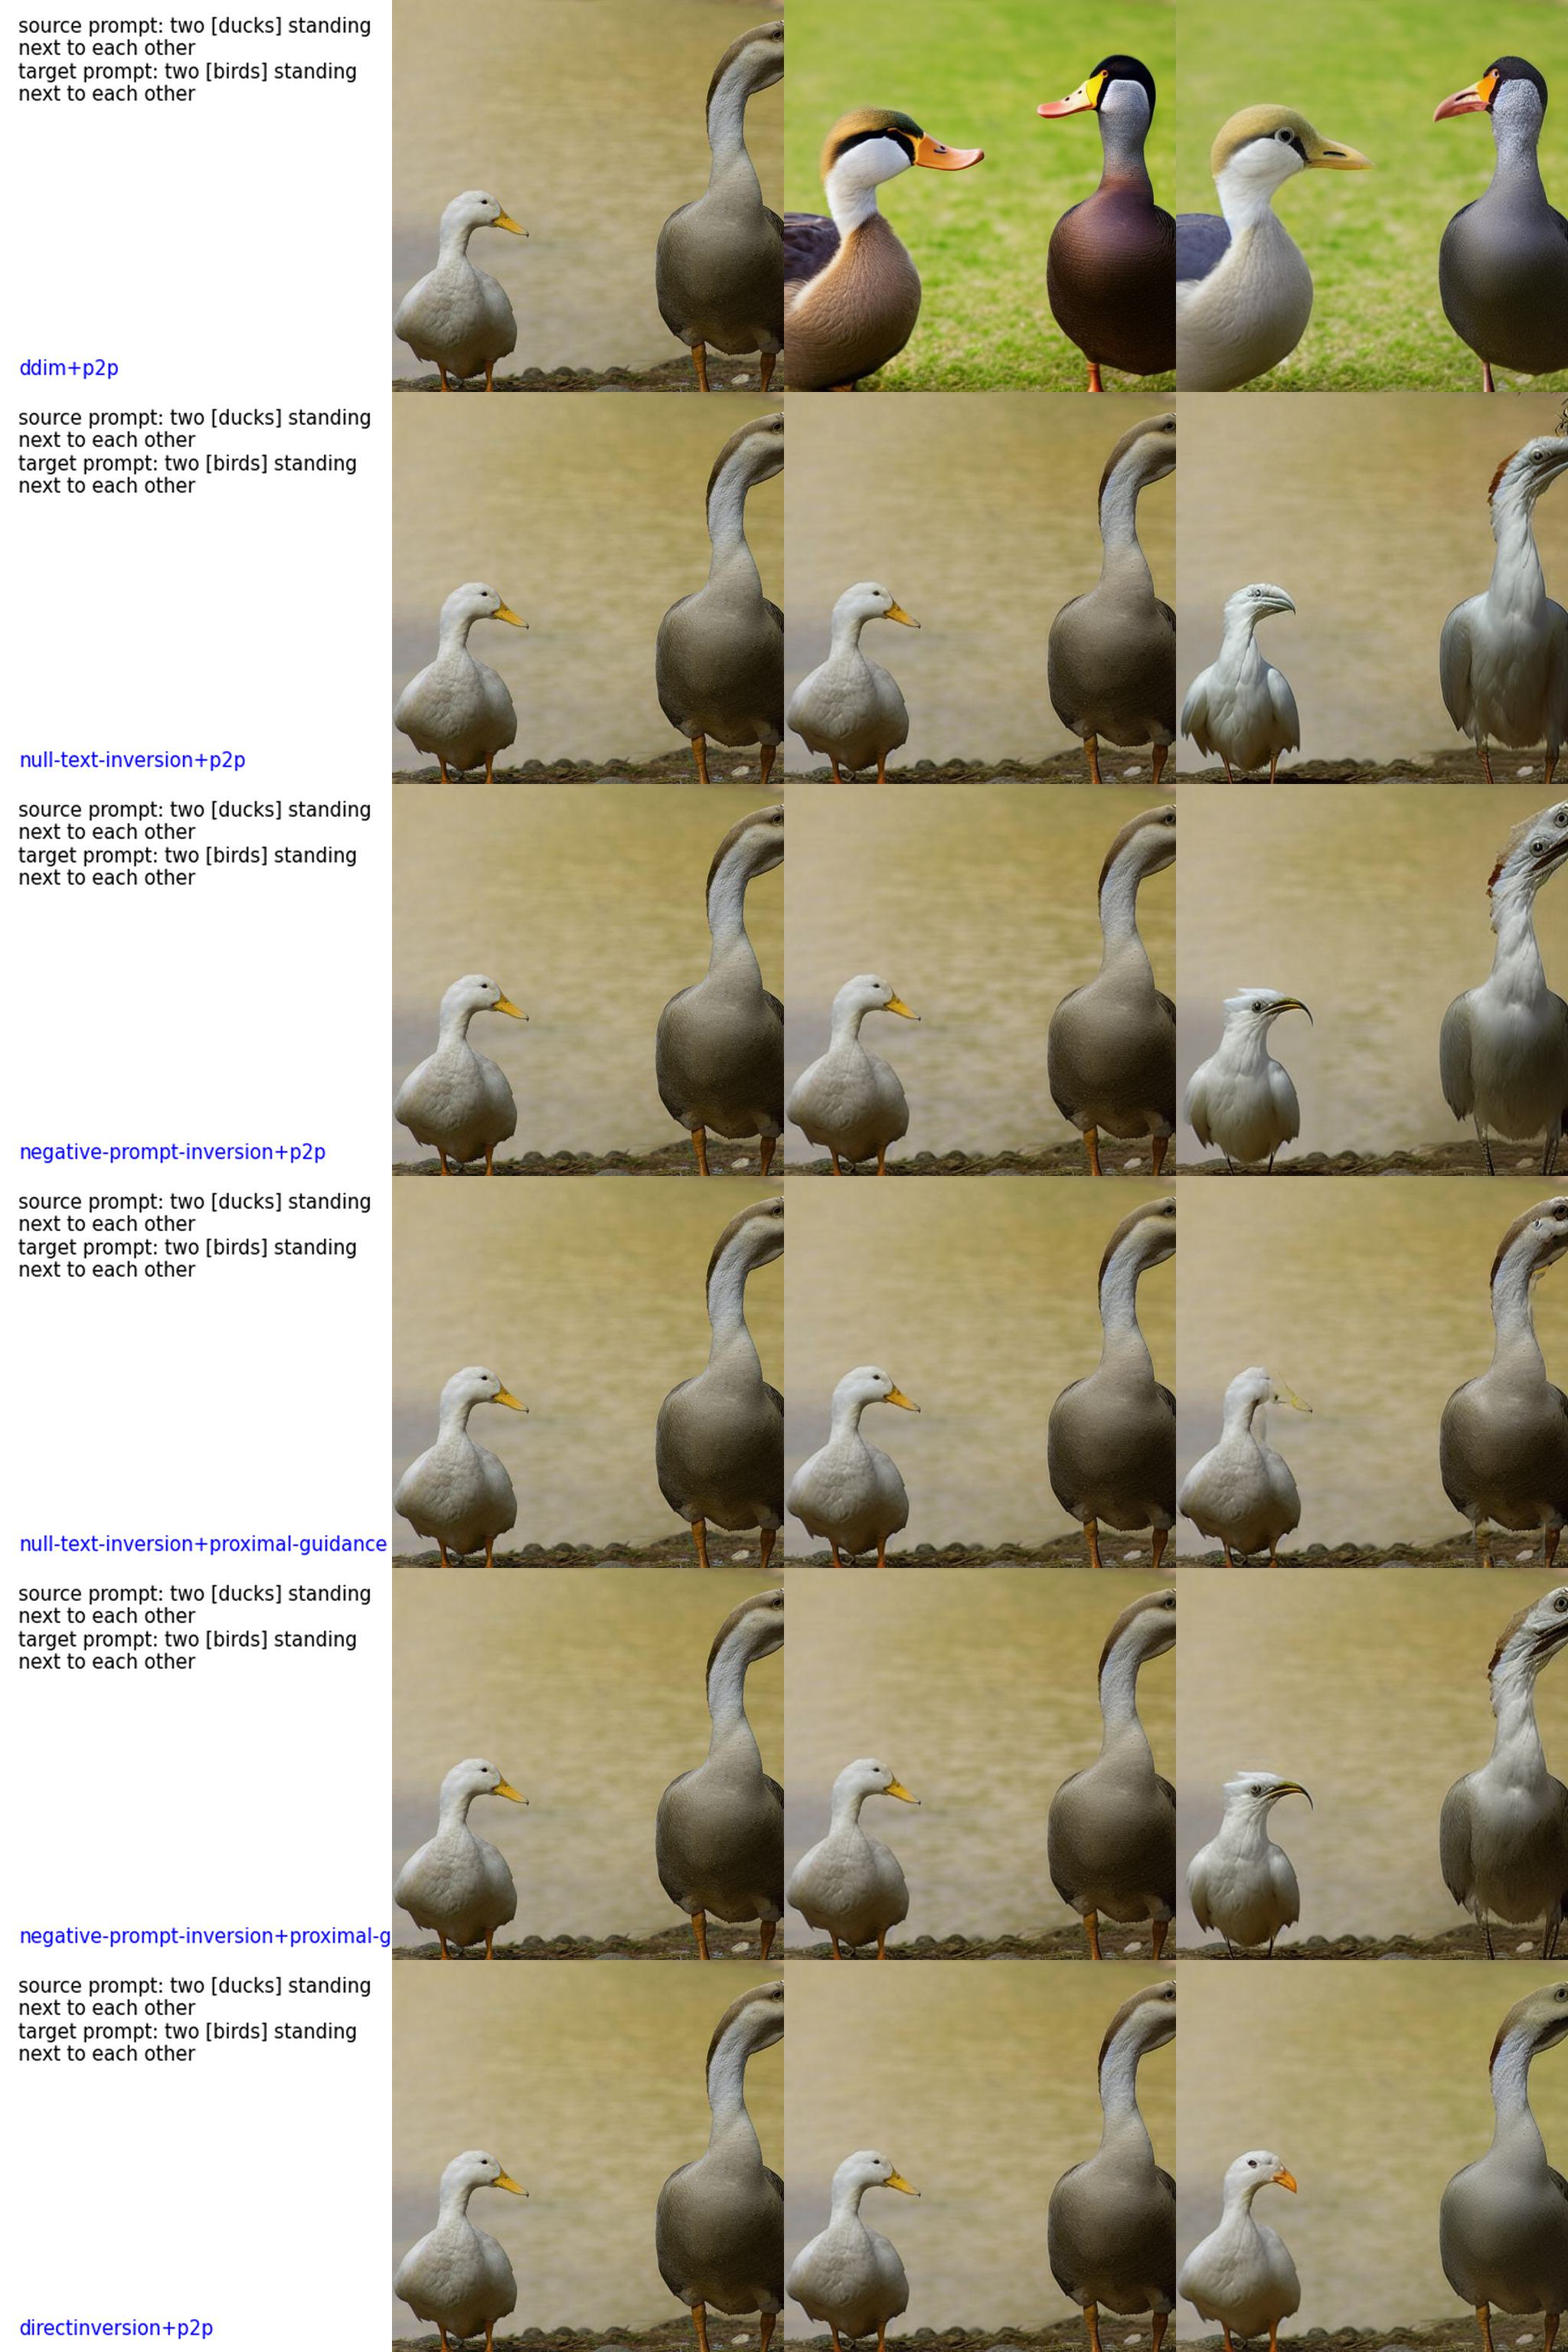 source prompt: two [ducks] standing
next to each other
target prompt: two [birds] standing
next to each other
ddim+p2p
source prompt: two [ducks] standing
next to each other
target prompt: two [birds] standing
next to each other
null-text-inversion+p2p
source prompt: two [ducks] standing
next to each other
target prompt: two [birds] standing
next to each other
negative-prompt-inversion+p2p
source prompt: two [ducks] standing
next to each other
target prompt: two [birds] standing
next to each other
null-text-inversion+proximal-guidance
source prompt: two [ducks] standing
next to each other
target prompt: two [birds] standing
next to each other
negative-prompt-inversion+proximal-g
source prompt: two [ducks] standing
next to each other
target prompt: two [birds] standing
next to each other
directinversion+p2p